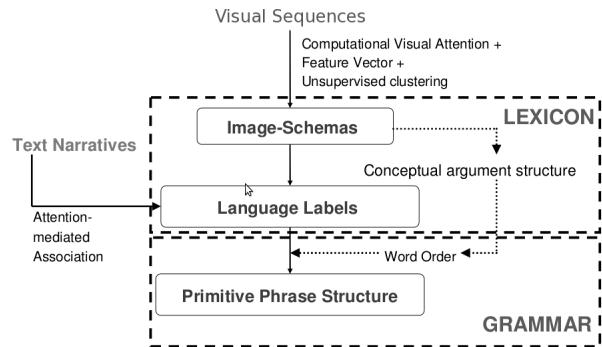 Visual Sequences
Computational Visual Attention +
Feature Vector +
Unsupervised clustering
LEXICON
Image-Schemas
Text Narratives
Conceptual argument structure
Language Labels
Attention-
mediated
Association
Word Order
Primitive Phrase Structure
GRAMMAR